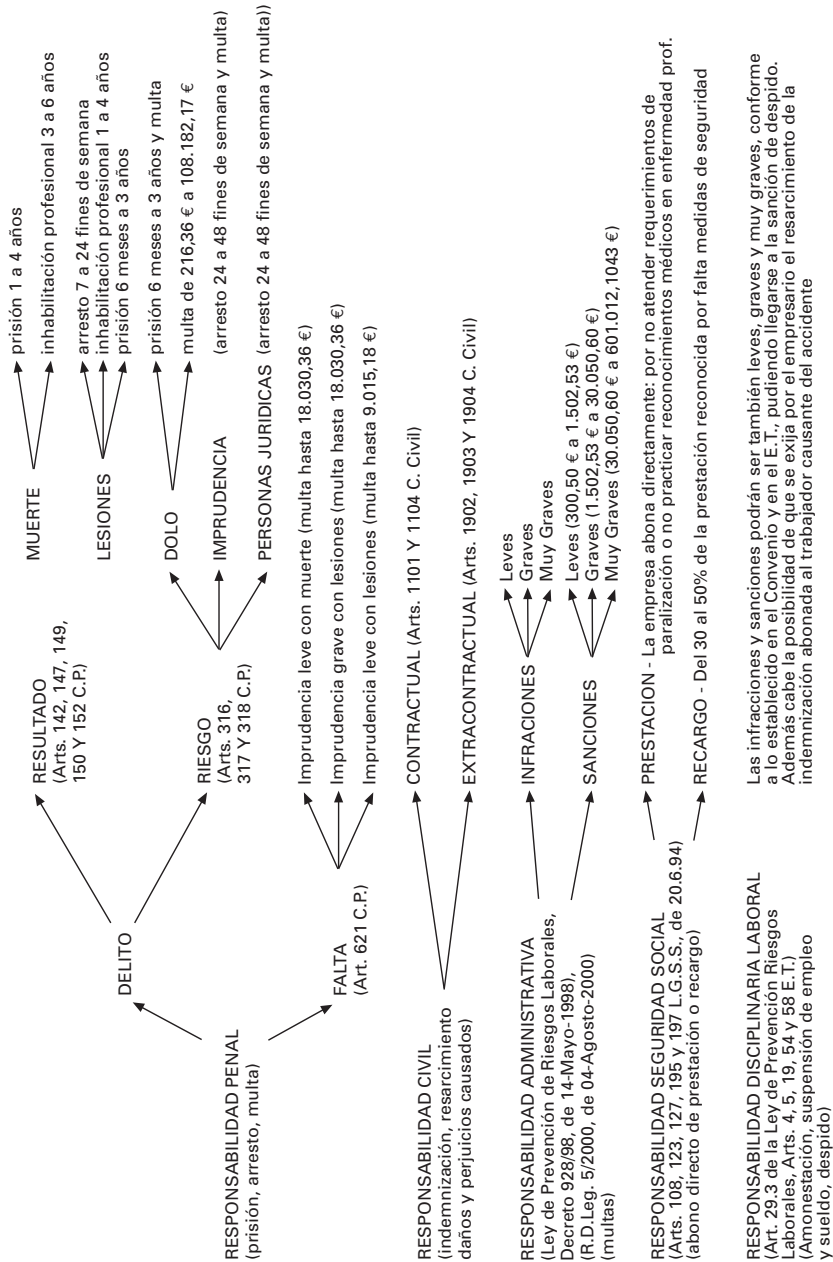 RESPONSABILIDAD PENAL
(prisión, arresto, multa)
DELITO
RESULTADO
(Arts. 142, 147, 149,
150 Y 152 C.P.)
MUERTE
prisión 1 a 4 años
inhabilitación profesional 3 a 6 años
LESIONES
arresto 7 a 24 fines de semana
inhabilitación profesional 1 a 4 años
prisión 6 meses a 3 años
RIESGO
(Arts. 316,
317 Y 318 C.P.)
DOLO
prisión 6 meses a 3 años y multa
multa de 216,36 € a 108.182,17 €
IMPRUDENCIA
(arresto 24 a 48 fines de semana y multa)
PERSONAS JURIDICAS
(arresto 24 a 48 fines de semana y multa))
FALTA
(Art. 621 C.P.)
Imprudencia leve con muerte (multa hasta 18.030,36 €)
Imprudencia grave con lesiones (multa hasta 18.030,36 €)
Imprudencia leve con lesiones (multa hasta 9.015,18 €)
RESPONSABILIDAD CIVIL
(indemnización, resarcimiento
daños y perjuicios causados)
CONTRACTUAL (Arts. 1101 Y 1104 C. Civil)
EXTRACONTRACTUAL (Arts. 1902, 1903 Y 1904 C. Civil)
RESPONSABILIDAD ADMINISTRATIVA
(Ley de Prevención de Riesgos Laborales,
Decreto 928/98, de 14-Mayo-1998),
(R.D.Leg. 5/2000, de 04-Agosto-2000)
(multas)
INFRACIONES
Leves
Graves
Muy Graves
SANCIONES
Leves (300,50 € a 1.502,53 €)
Graves (1.502,53 € a 30.050,60 €)
Muy Graves (30.050,60 € a 601.012,1043 €)
RESPONSABILIDAD SEGURIDAD SOCIAL
(Arts. 108, 123, 127, 195 y 197 L.G.S.S., de 20.6.94)
(abono directo de prestación o recargo)
PRESTACION - La empresa abona directamente: por no atender requerimientos de
paralización o no practicar reconocimientos médicos en enfermedad prof.
RECARGO - Del 30 al 50% de la prestación reconocida por falta medidas de seguridad
RESPONSABILIDAD DISCIPLINARIA LABORAL
(Art. 29.3 de la Ley de Prevención Riesgos
Laborales, Arts. 4, 5, 19, 54 y 58 E.T.)
(Amonestación, suspensión de empleo
y sueldo, despido)
Las infracciones y sanciones podrán ser también leves, graves y muy graves, conforme
a lo establecido en el Convenio y en el E.T., pudiendo llegarse a la sanción de despido.
Además cabe la posibilidad de que se exija por el empresario el resarcimiento de la
indemnización abonada al trabajador causante del accidente